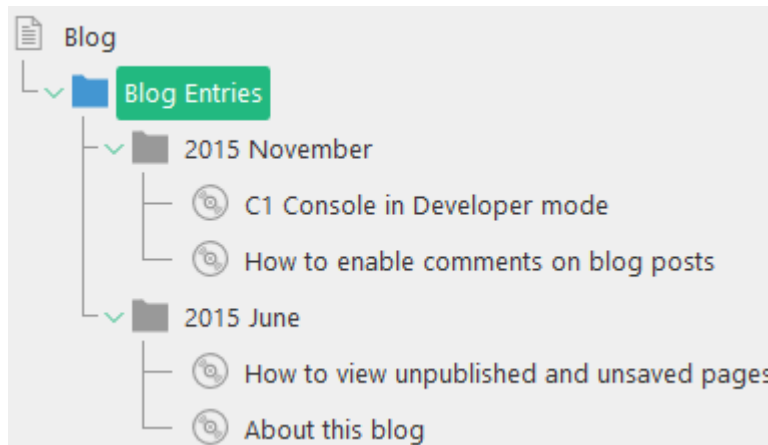 Blog
Blog Entries
2015 November
C1 Console in Developer mode
How to enable comments on blog posts
2015 June
How to view unpublished and unsaved pages
About this blog